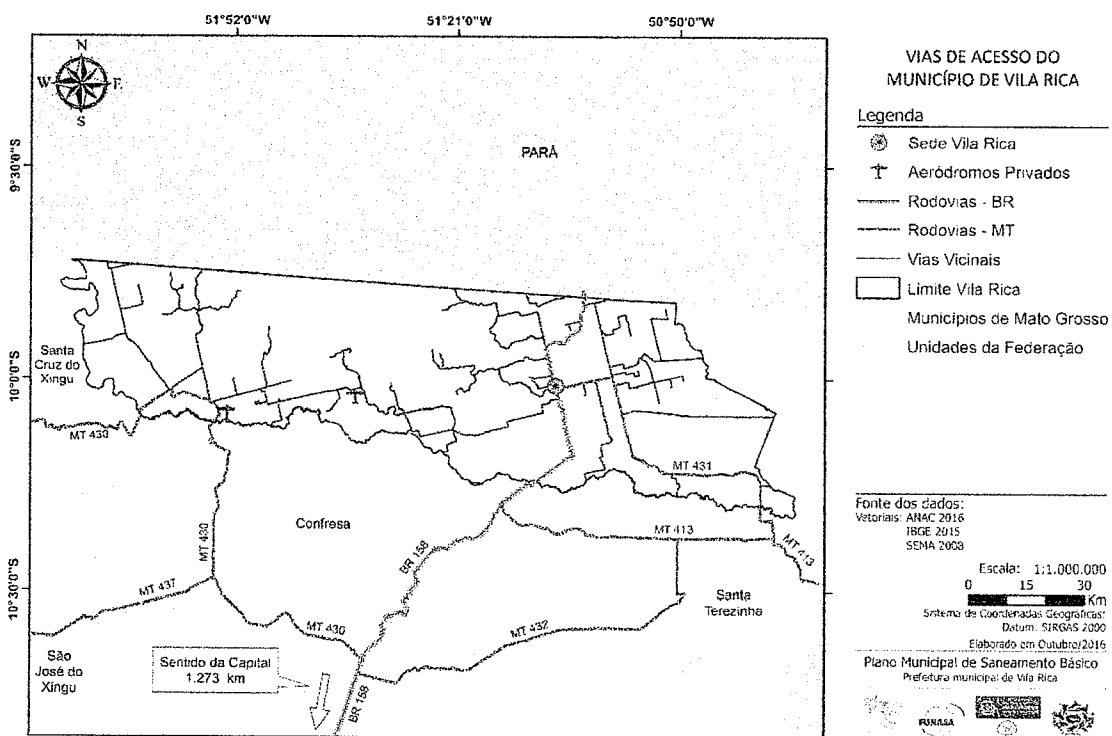 51°52'0"W
51°21'0"W
50°50'0"W
N
W
E
S
9°30'0"S
10°0'0"S
10°30'0"S
PARÁ
Santa
Cruz do
Xingu
MT 430
MT 431
Confresa
MT 413
MT 413
MT 430
BR 158
MT 437
MT 430
MT 432
Santa
Terezinha
São
José do
Xingu
Sentido da Capital
1.273 km
BR 158
VIAS DE ACESSO DO
MUNICÍPIO DE VILA RICA
Legenda
Sede Vila Rica
Aeródromos Privados
Rodovias - BR
Rodovias - MT
Vias Vicinais
Limite Vila Rica
Municípios de Mato Grosso
Unidades da Federação
Fonte dos dados:
Vetoriais: ANAC 2016
IBGE 2015
SEMA 2008
Escala: 1:1.000.000
0 15 30
Km
Sistema de Coordenadas Geográficas:
Datum: SIRGAS 2000
Elaborado em Outubro/2016
Plano Municipal de Saneamento Básico
Prefeitura municipal de Vila Rica
FUNASA